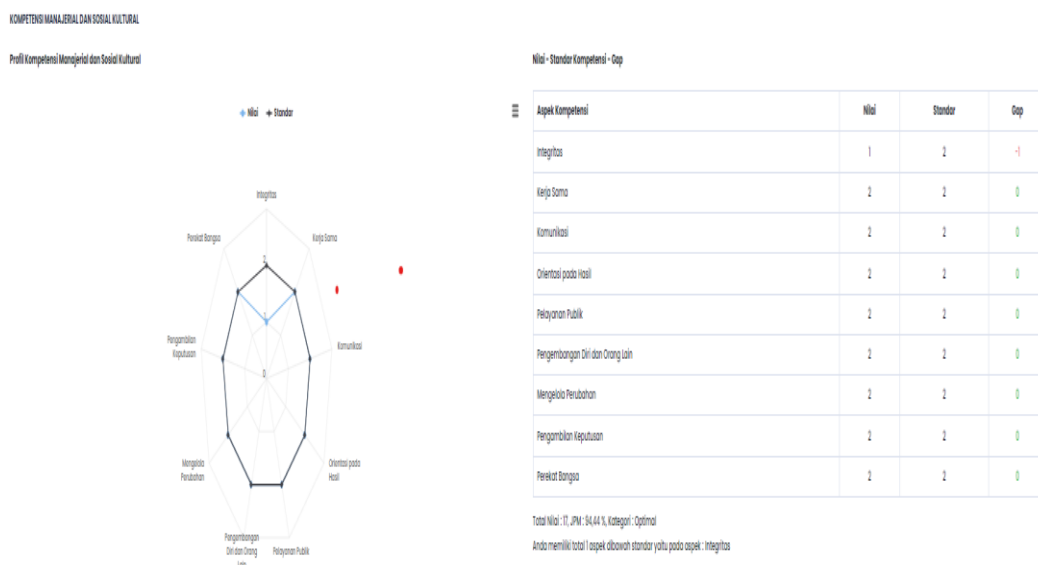 KOMPETENSI MANAJERIAL DAN SOSIAL KULTURAL
Profil Kompetensi Manajerial dan Sosial Kultural
Nilai Standar
Integritas
Kerja Sama
Komunikasi
Orientasi pada
Hasil
Pelayanan Publik
Pengembangan
Diri dan Orang
Lain
Mengelola
Perubahan
Pengambilan
Keputusan
Perekat Bangsa
2
1
0
Nilai - Standar Kompetensi - Gap
Aspek Kompetensi Nilai Standar Gap
Integritas 1 2 -1
Kerja Sama 2 2 0
Komunikasi 2 2 0
Orientasi pada Hasil 2 2 0
Pelayanan Publik 2 2 0
Pengembangan Diri dan Orang Lain 2 2 0
Mengelola Perubahan 2 2 0
Pengambilan Keputusan 2 2 0
Perekat Bangsa 2 2 0
Total Nilai : 17, JPM : 94,44 %, Kategori : Optimal
Anda memiliki total 1 aspek dibawah standar yaitu pada aspek : Integritas